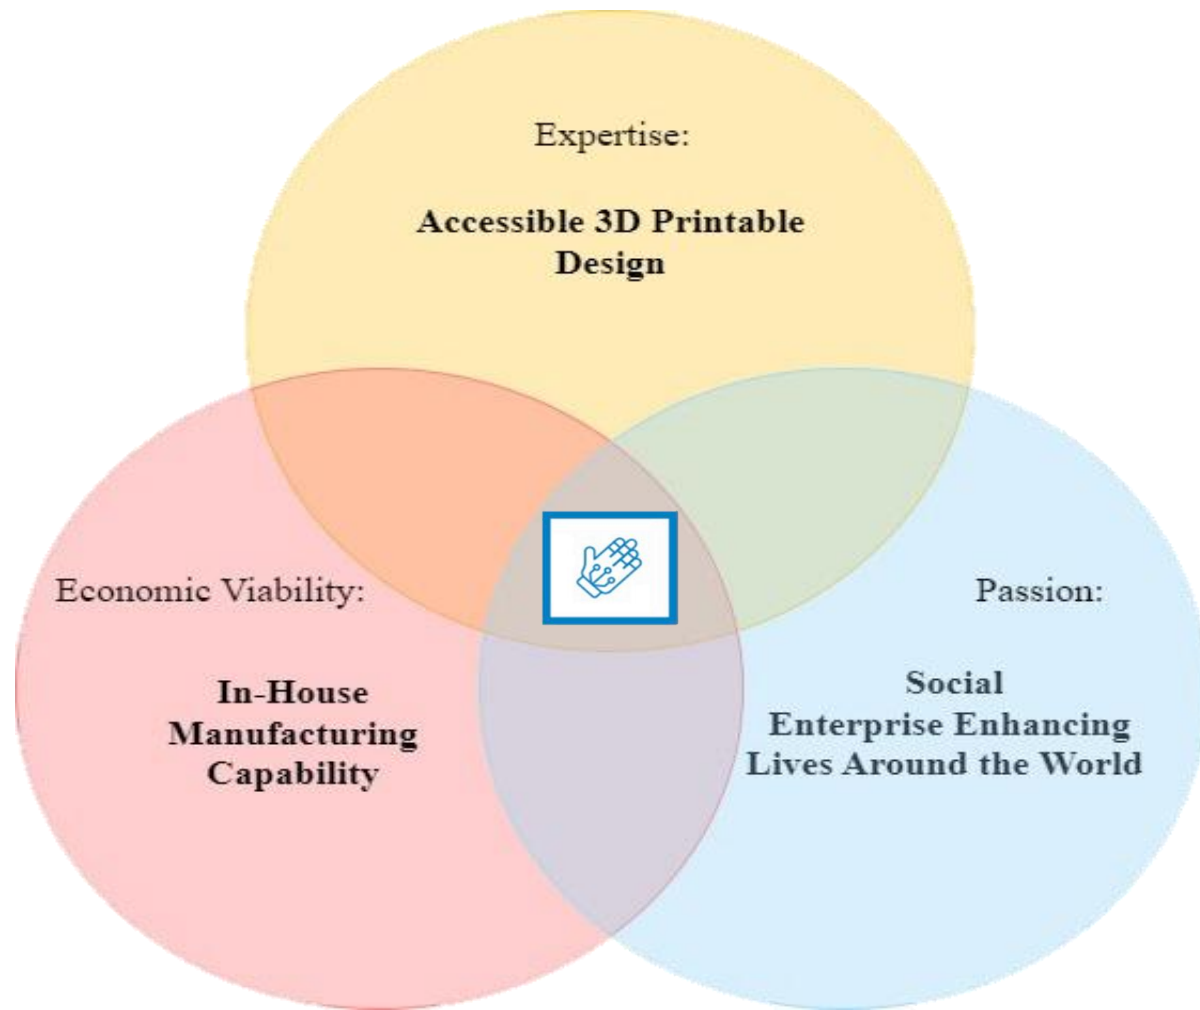 Expertise:
Accessible 3D Printable
Design
Economic Viability:
In-House
Manufacturing
Capability
Passion:
Social
Enterprise Enhancing
Lives Around the World